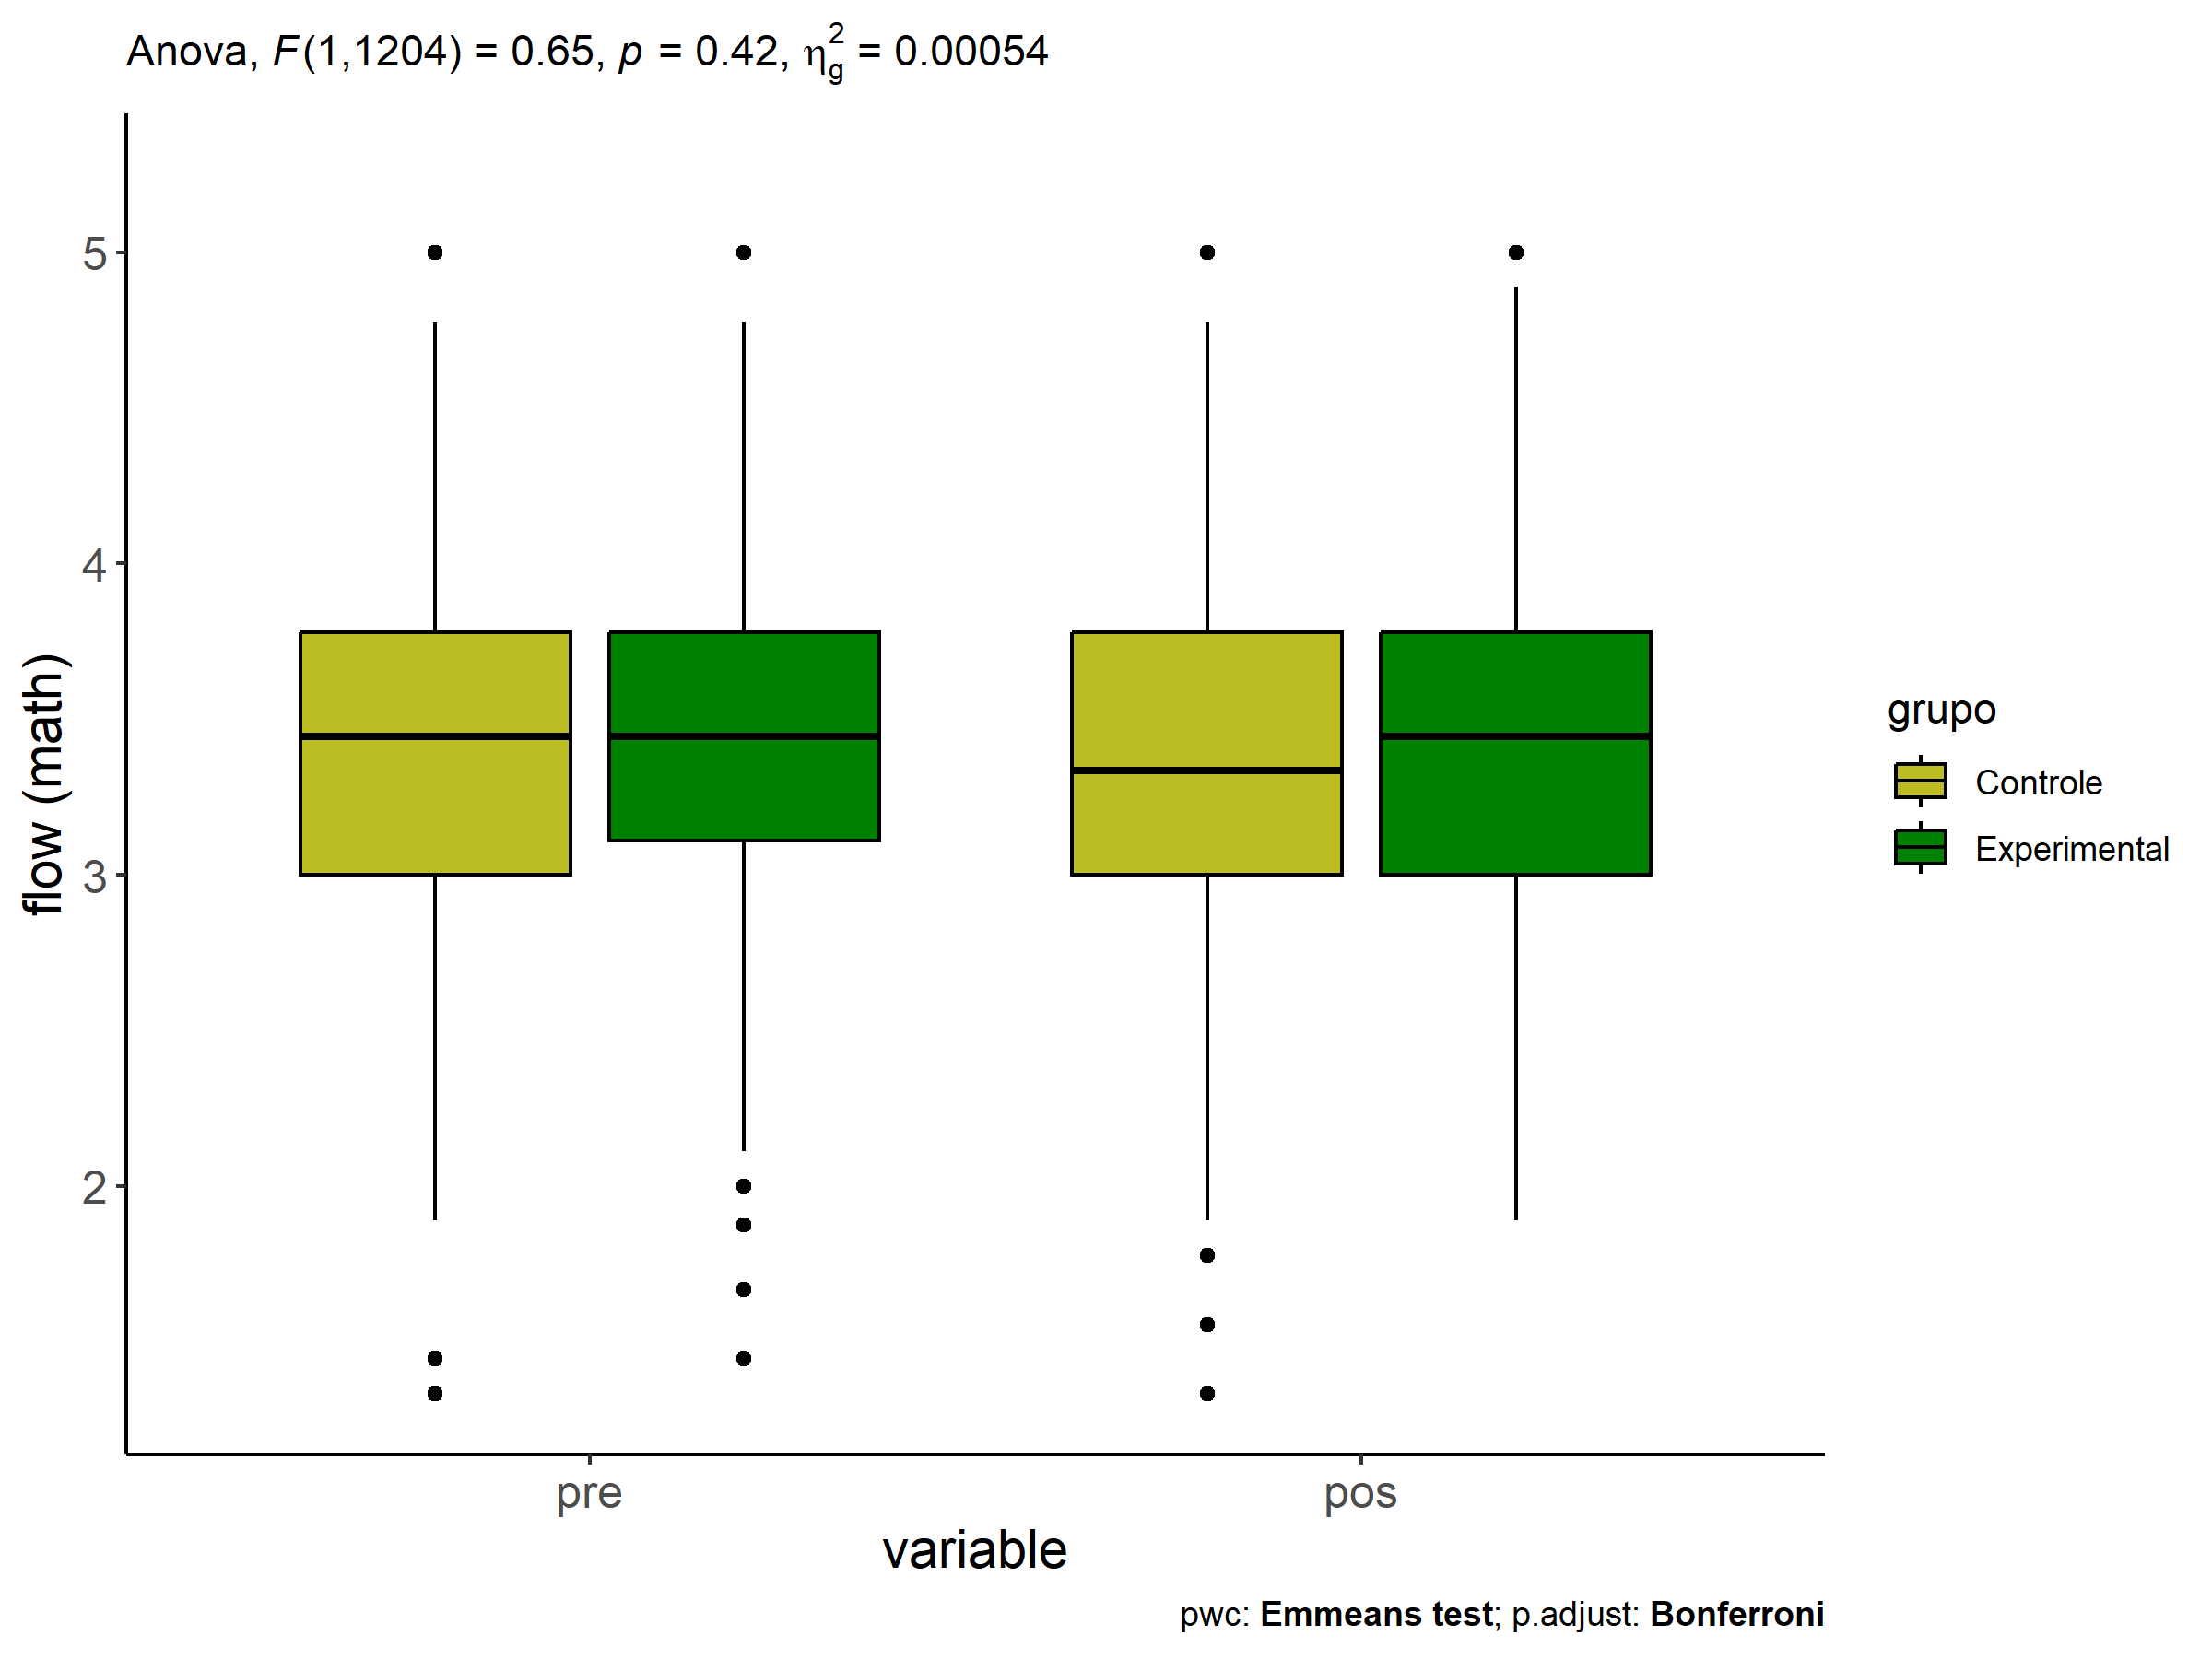 Anova, F(1,1204) = 0.65, p = 0.42, η²g = 0.00054
5
4
3
2
flow (math)
pre
pos
variable
grupo
Controle
Experimental
pwc: Emmeans test; p.adjust: Bonferroni